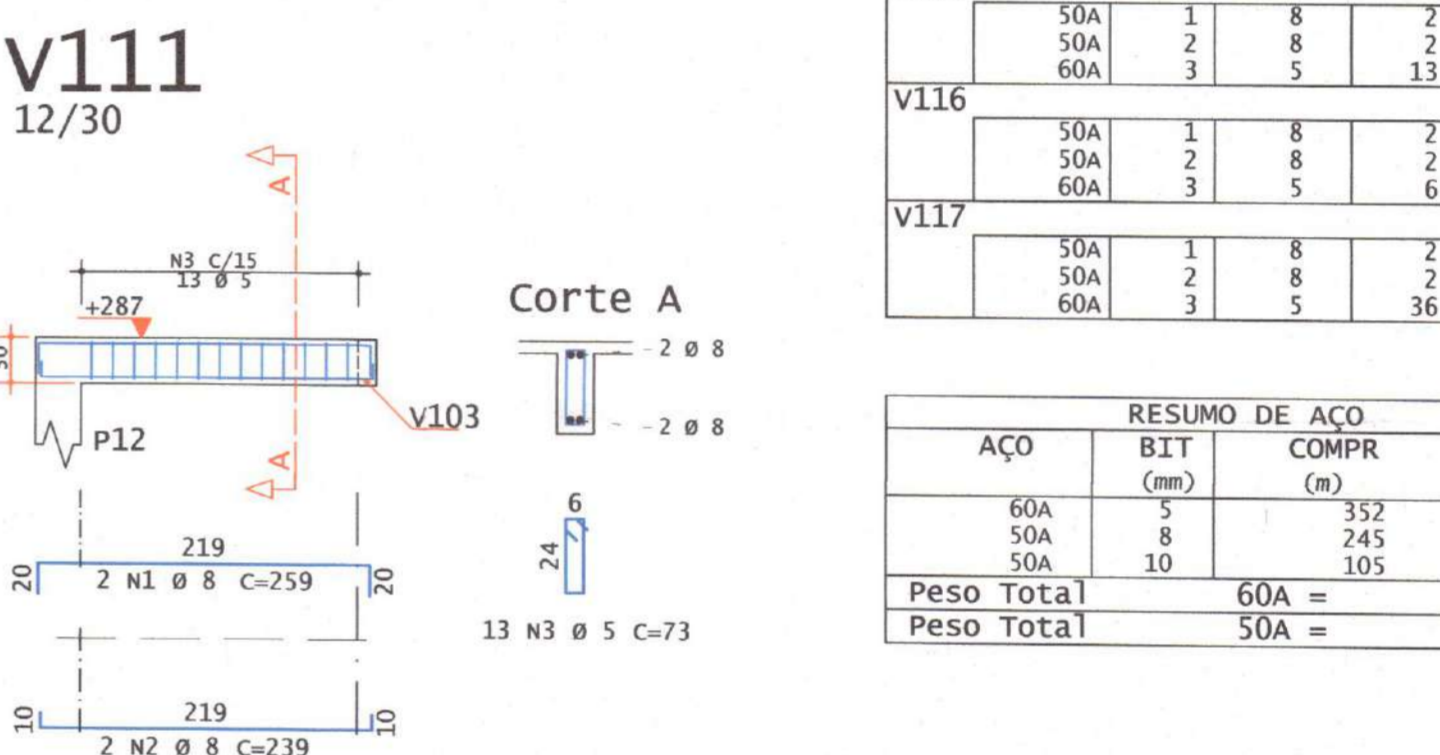 V111
12/30
A
N3 C/15
13 Ø 5
+287
V103
P12
A
219
20
20
2 N1 Ø 8 C=259
219
10
10
2 N2 Ø 8 C=239
Corte A
2 Ø 8
2 Ø 8
6
24
13 N3 Ø 5 C=73
50A 1 8 2
50A 2 8 2
60A 3 5 13
V116
50A 1 8 2
50A 2 8 2
60A 3 5 6
V117
50A 1 8 2
50A 2 8 2
60A 3 5 36
RESUMO DE AÇO
AÇO BIT COMPR
(mm) (m)
60A 5 352
50A 8 245
50A 10 105
Peso Total 60A =
Peso Total 50A =